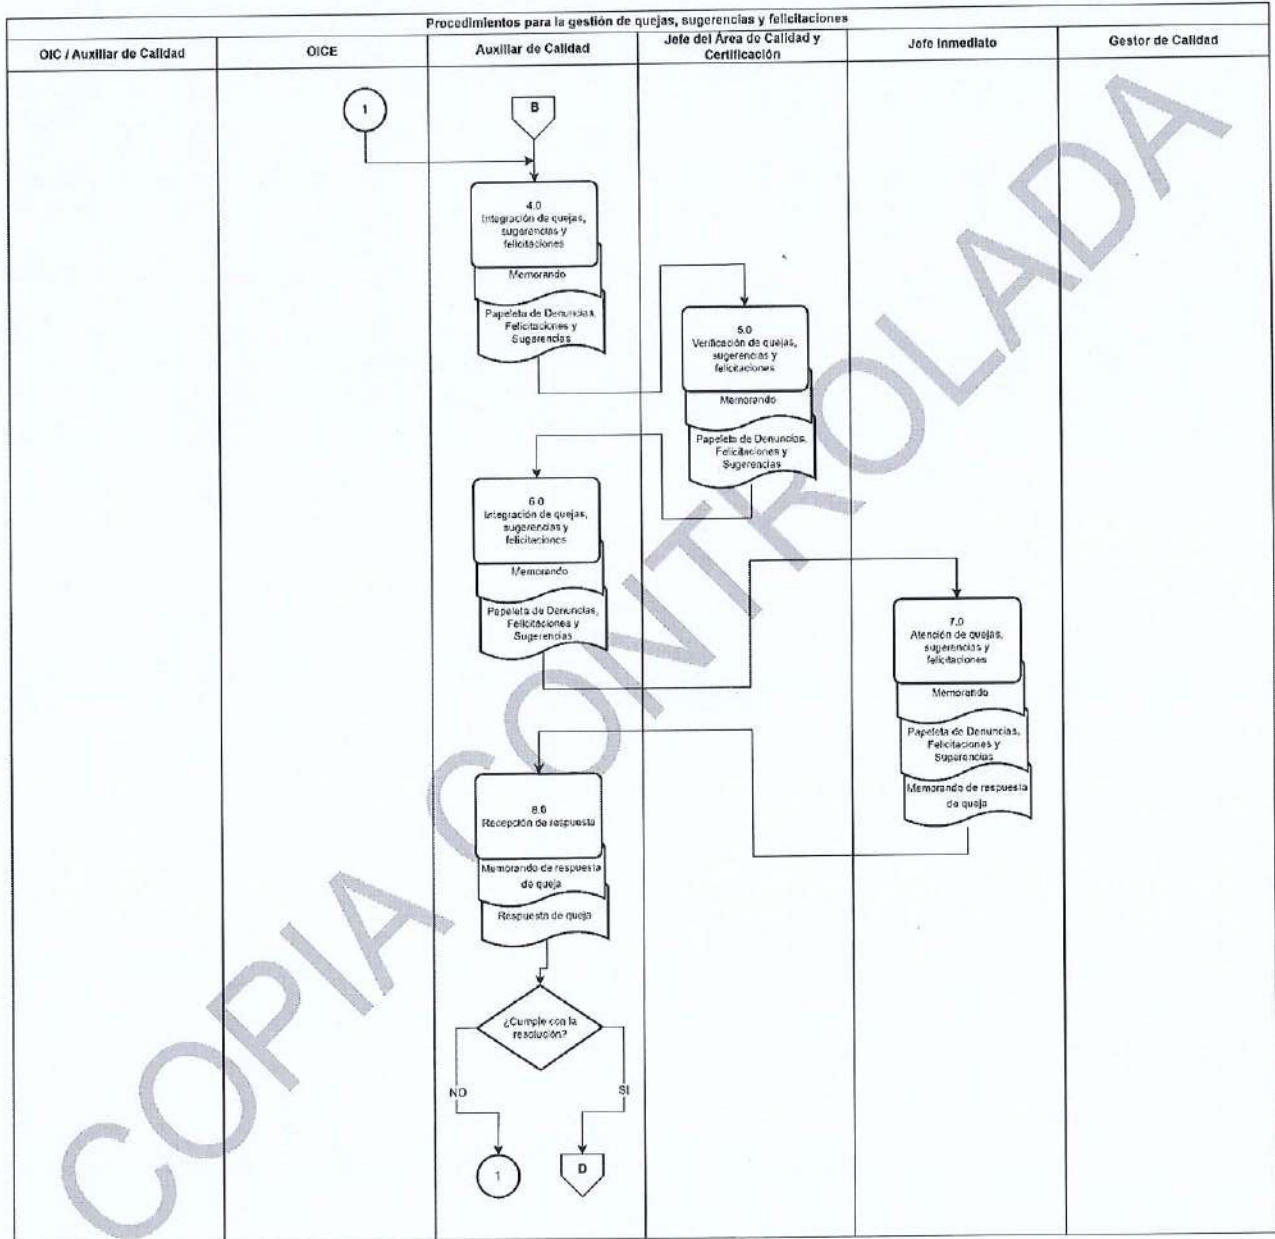 Procedimientos para la gestión de quejas, sugerencias y felicitaciones
OIC / Auxiliar de Calidad
OICE
Auxiliar de Calidad
Jefe del Área de Calidad y
Certificación
Jefe Inmediato
Gestor de Calidad
1
B
4.0
Integración de quejas,
sugerencias y
felicitaciones
Memorando
Papeleta de Denuncias,
Felicitaciones y
Sugerencias
5.0
Verificación de quejas,
sugerencias y
felicitaciones
Memorando
Papeleta de Denuncias,
Felicitaciones y
Sugerencias
6.0
Integración de quejas,
sugerencias y
felicitaciones
Memorando
Papeleta de Denuncias,
Felicitaciones y
Sugerencias
7.0
Atención de quejas,
sugerencias y
felicitaciones
Memorando
Papeleta de Denuncias,
Felicitaciones y
Sugerencias
Memorando de respuesta
de queja
8.0
Recepción de respuesta
Memorando de respuesta
de queja
Respuesta de queja
¿Cumple con la
resolución?
NO
SI
1
D
COPIA CONTROLADA